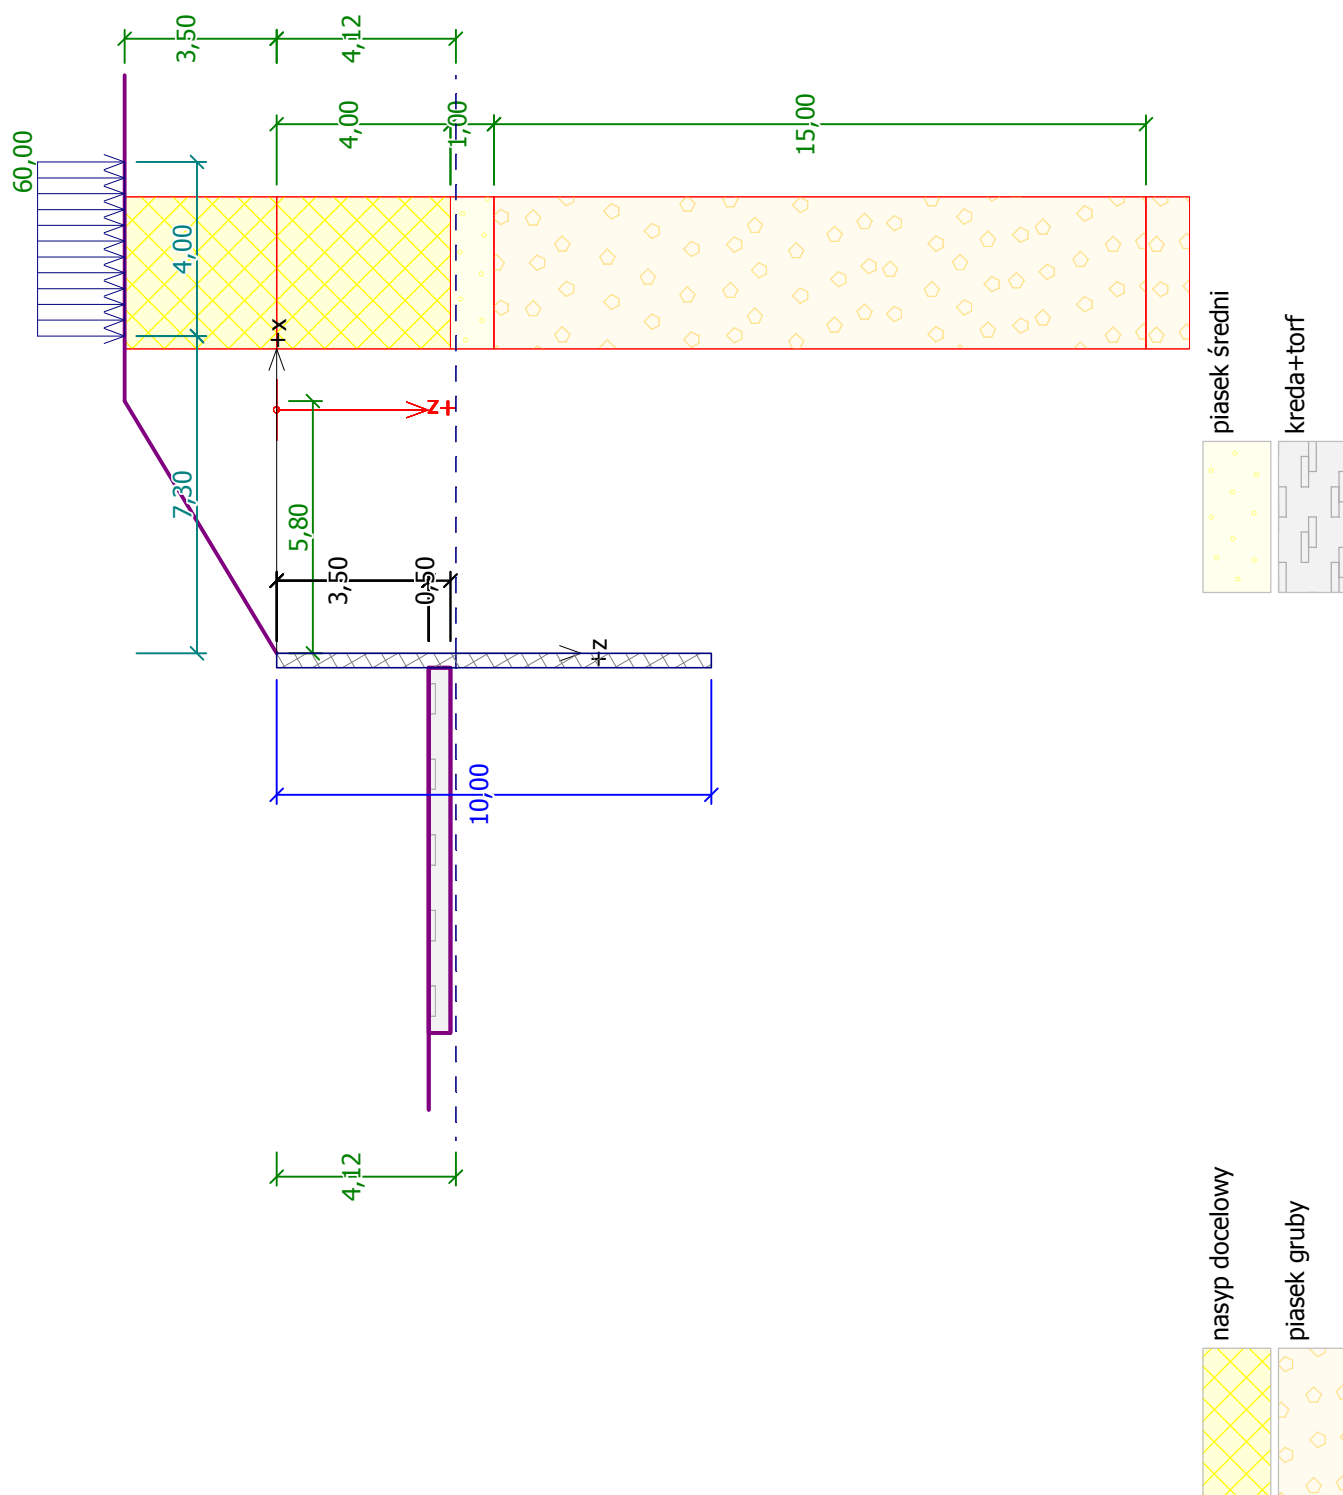 3,50
4,12
60,00
4,00
1,00
15,00
4,00
+x
+z
7,30
5,80
3,50
0,50
+z
10,00
4,12
piasek średni
kreda+torf
nasyp docelowy
piasek gruby